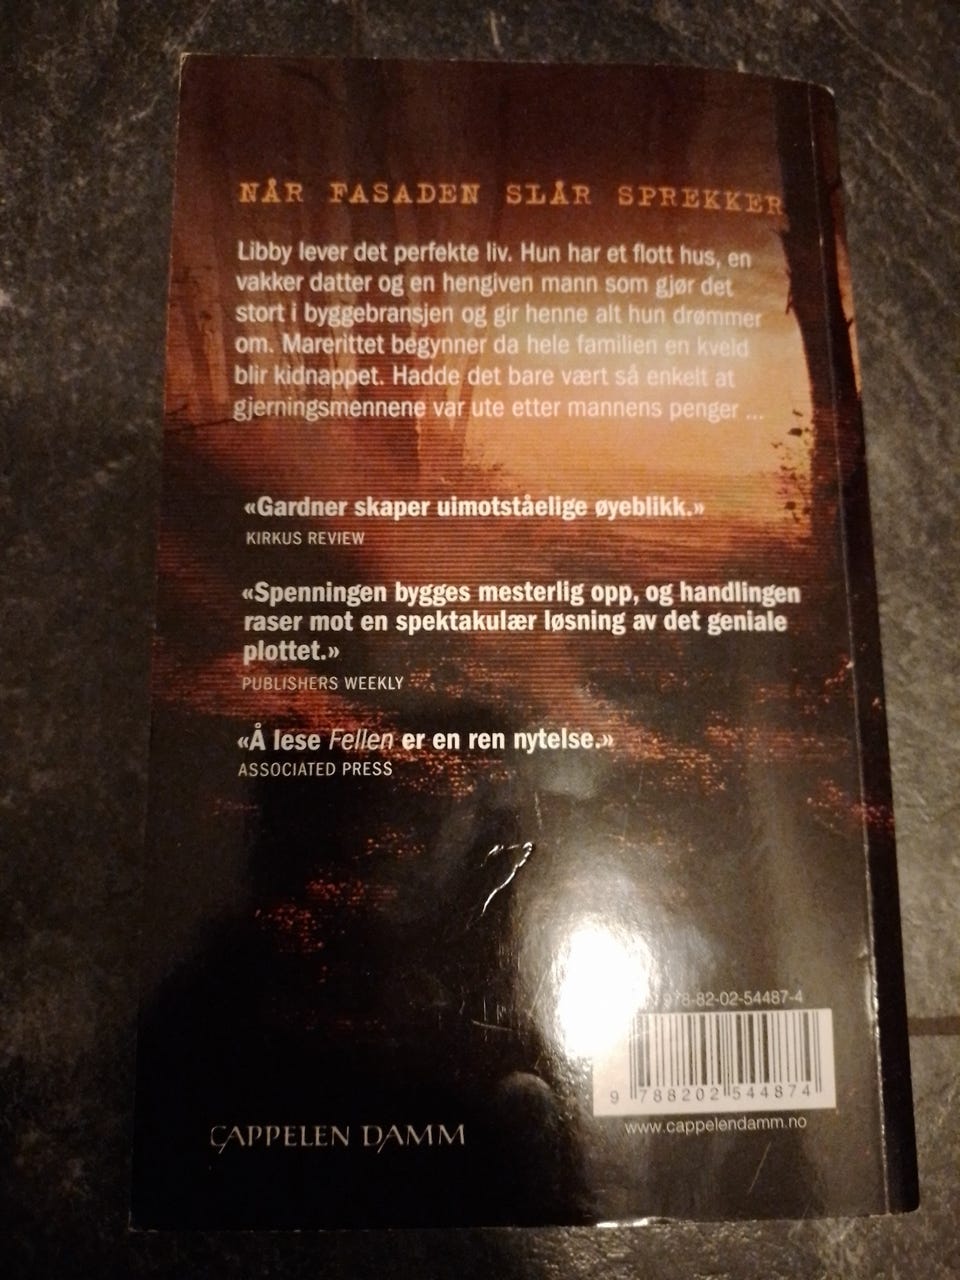 NÅR FASADEN SLÅR SPREKKER
Libby lever det perfekte liv. Hun har et flott hus, en
vakker datter og en hengiven mann som gjør det
stort i byggebransjen og gir henne alt hun drømmer
om. Marerittet begynner da hele familien en kveld
blir kidnappet. Hadde det bare vært så enkelt at
gjerningsmennene var ute etter mannens penger ...
«Gardner skaper uimotståelige øyeblikk.»
KIRKUS REVIEW
«Spenningen bygges mesterlig opp, og handlingen
raser mot en spektakulær løsning av det geniale
plottet.»
PUBLISHERS WEEKLY
«Å lese Fellen er en ren nytelse.»
ASSOCIATED PRESS
978-82-02-54487-4
9 788202 544874
www.cappelendamm.no
CAPPELEN DAMM